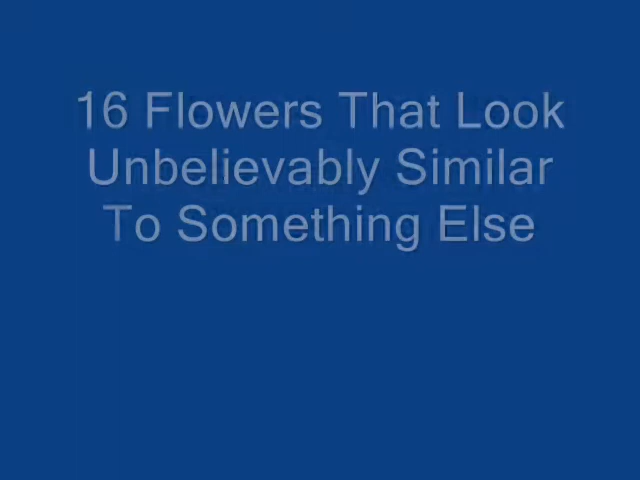 16 Flowers That Look
Unbelievably Similar
To Something Else